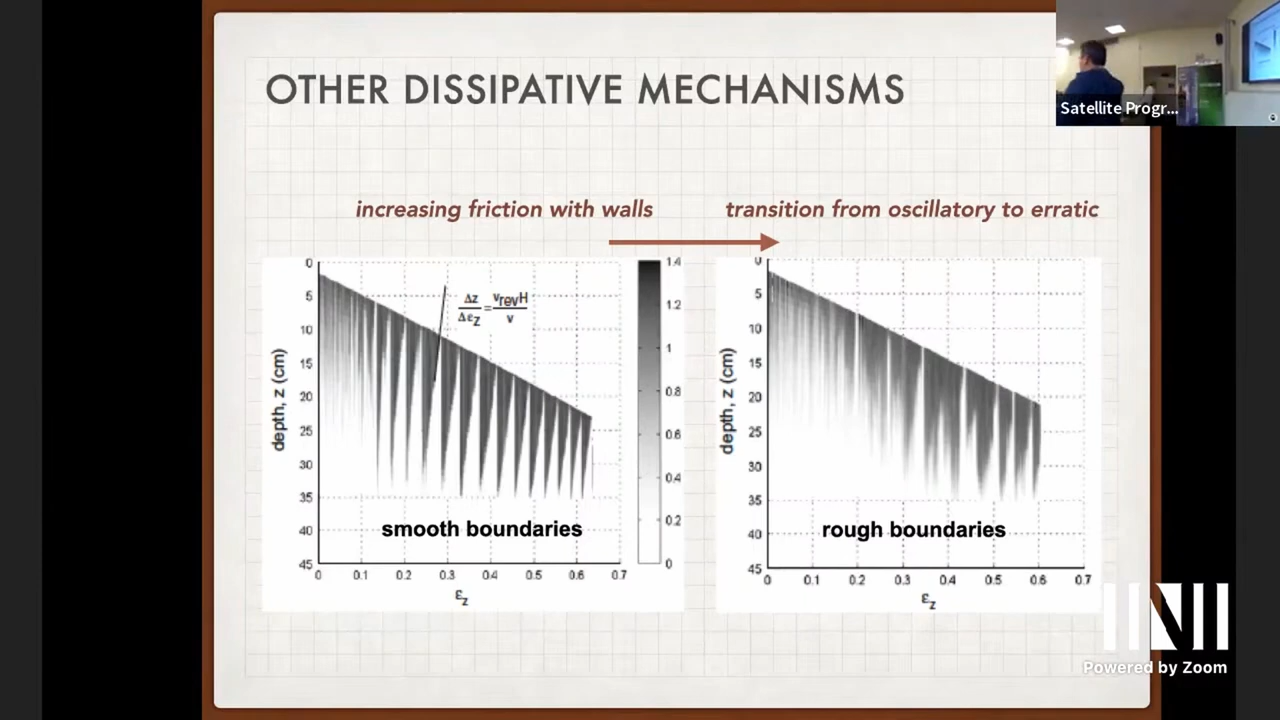 OTHER DISSIPATIVE MECHANISMS
Satellite Progr...
increasing friction with walls
transition from oscillatory to erratic
0
5
10
15
20
25
30
35
40
45
depth, z (cm)
Δz/Δεz = vrevH/v
smooth boundaries
0 0.1 0.2 0.3 0.4 0.5 0.6 0.7
εz
1.4
1.2
1
0.8
0.6
0.4
0.2
0
0
5
10
15
20
25
30
35
40
45
depth, z (cm)
rough boundaries
0 0.1 0.2 0.3 0.4 0.5 0.6 0.7
εz
Powered by Zoom